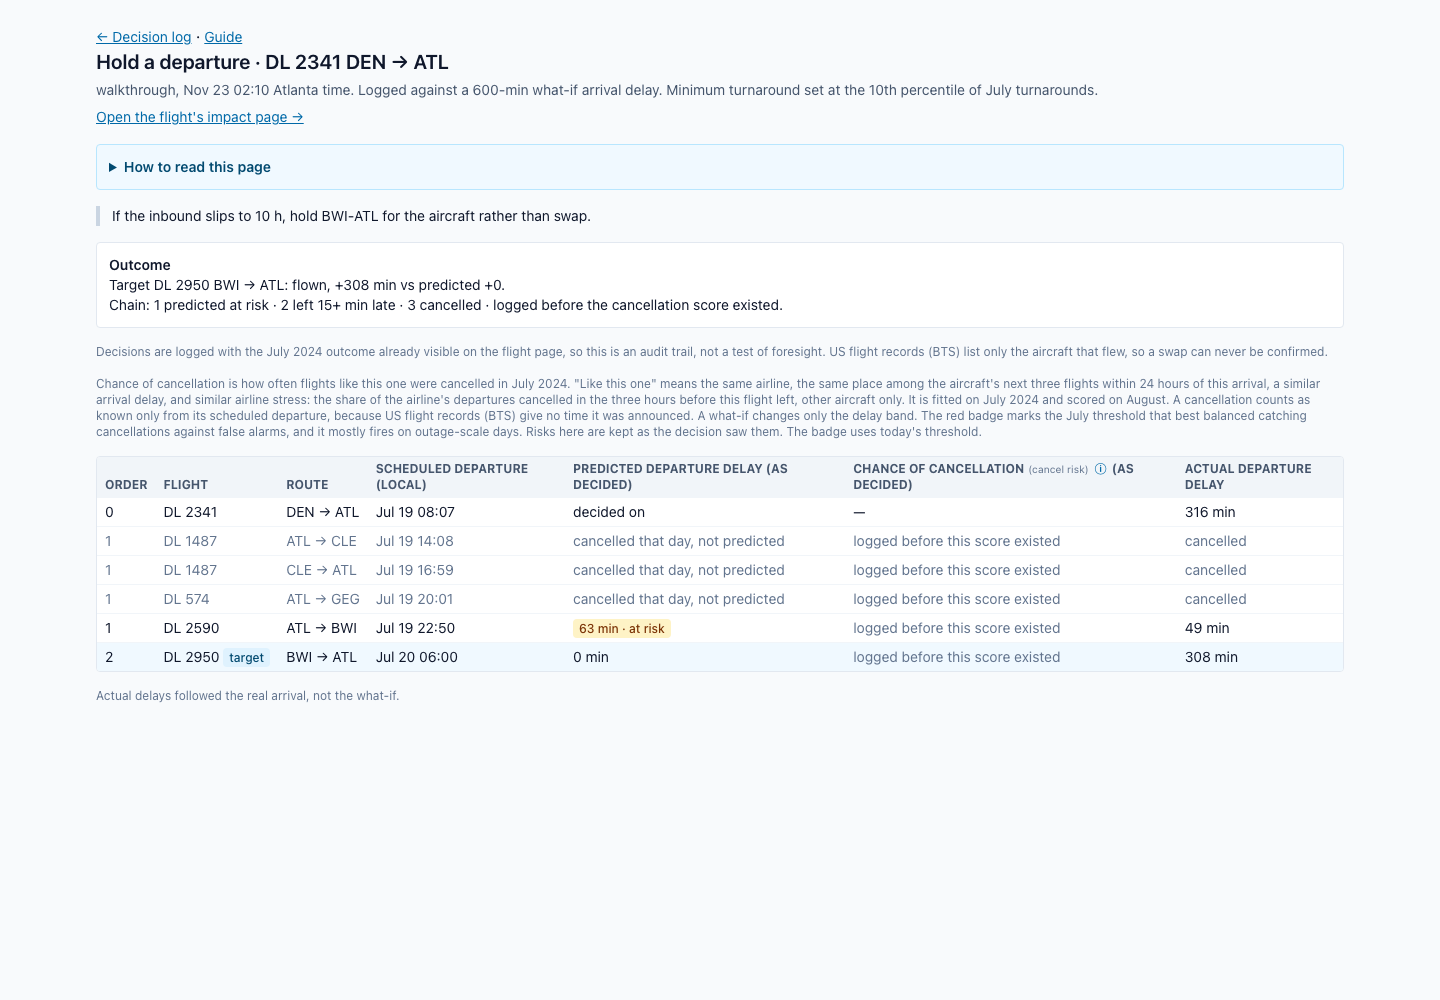 ← Decision log · Guide
Hold a departure · DL 2341 DEN → ATL
walkthrough, Nov 23 02:10 Atlanta time. Logged against a 600-min what-if arrival delay. Minimum turnaround set at the 10th percentile of July turnarounds.
Open the flight's impact page →
▶ How to read this page
If the inbound slips to 10 h, hold BWI-ATL for the aircraft rather than swap.
Outcome
Target DL 2950 BWI → ATL: flown, +308 min vs predicted +0.
Chain: 1 predicted at risk · 2 left 15+ min late · 3 cancelled · logged before the cancellation score existed.
Decisions are logged with the July 2024 outcome already visible on the flight page, so this is an audit trail, not a test of foresight. US flight records (BTS) list only the aircraft that flew, so a swap can never be confirmed.
Chance of cancellation is how often flights like this one were cancelled in July 2024. "Like this one" means the same airline, the same place among the aircraft's next three flights within 24 hours of this arrival, a similar
arrival delay, and similar airline stress: the share of the airline's departures cancelled in the three hours before this flight left, other aircraft only. It is fitted on July 2024 and scored on August. A cancellation counts as
known only from its scheduled departure, because US flight records (BTS) give no time it was announced. A what-if changes only the delay band. The red badge marks the July threshold that best balanced catching
cancellations against false alarms, and it mostly fires on outage-scale days. Risks here are kept as the decision saw them. The badge uses today's threshold.
ORDER FLIGHT ROUTE SCHEDULED DEPARTURE (LOCAL) PREDICTED DEPARTURE DELAY (AS DECIDED) CHANCE OF CANCELLATION (cancel risk) ⓘ (AS DECIDED) ACTUAL DEPARTURE DELAY
0 DL 2341 DEN → ATL Jul 19 08:07 decided on — 316 min
1 DL 1487 ATL → CLE Jul 19 14:08 cancelled that day, not predicted logged before this score existed cancelled
1 DL 1487 CLE → ATL Jul 19 16:59 cancelled that day, not predicted logged before this score existed cancelled
1 DL 574 ATL → GEG Jul 19 20:01 cancelled that day, not predicted logged before this score existed cancelled
1 DL 2590 ATL → BWI Jul 19 22:50 63 min · at risk logged before this score existed 49 min
2 DL 2950 target BWI → ATL Jul 20 06:00 0 min logged before this score existed 308 min
Actual delays followed the real arrival, not the what-if.